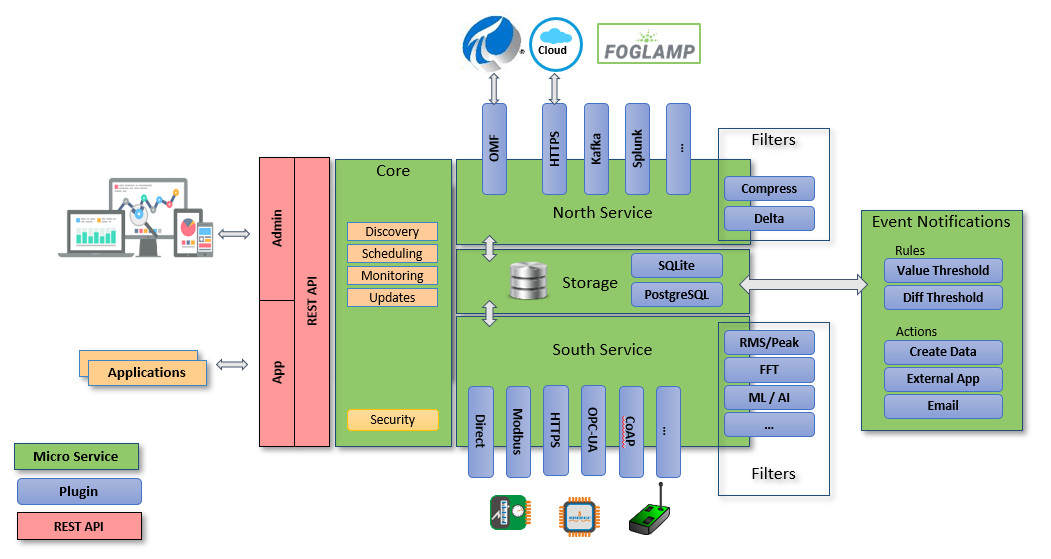 Cloud
FOGLAMP
OMF
HTTPS
Kafka
Splunk
...
Filters
Compress
Delta
North Service
Core
Discovery
Scheduling
Monitoring
Updates
Security
Admin
App
REST API
Applications
Storage
SQLite
PostgreSQL
South Service
RMS/Peak
FFT
ML / AI
...
Filters
Direct
Modbus
HTTPS
OPC-UA
CoAP
...
Event Notifications
Rules
Value Threshold
Diff Threshold
Actions
Create Data
External App
Email
Micro Service
Plugin
REST API